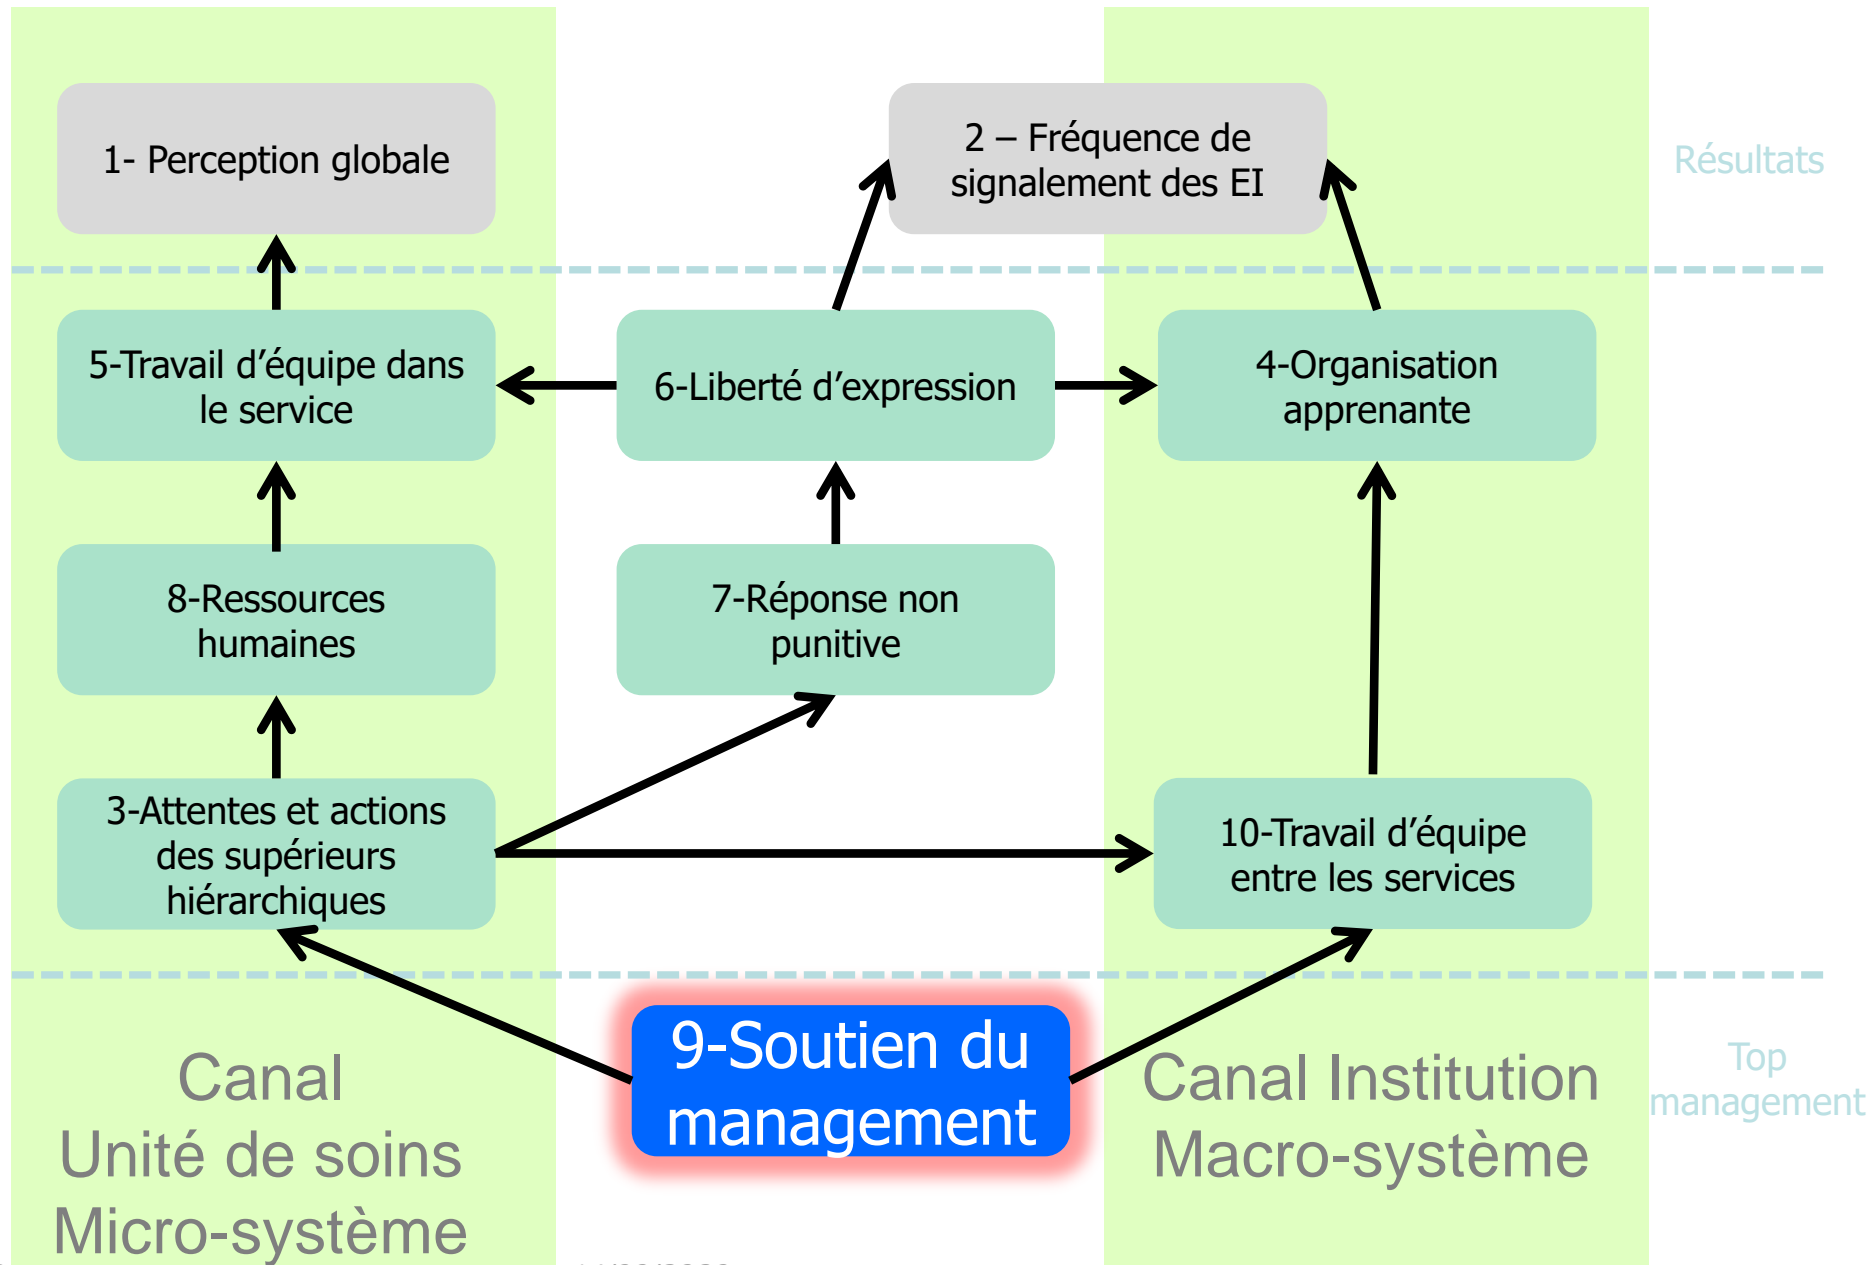 1- Perception globale
2 – Fréquence de
signalement des EI
Résultats
5-Travail d’équipe dans
le service
6-Liberté d’expression
4-Organisation
apprenante
8-Ressources
humaines
7-Réponse non
punitive
3-Attentes et actions
des supérieurs
hiérarchiques
10-Travail d’équipe
entre les services
9-Soutien du
management
Canal
Unité de soins
Micro-système
Canal Institution
Macro-système
Top
management